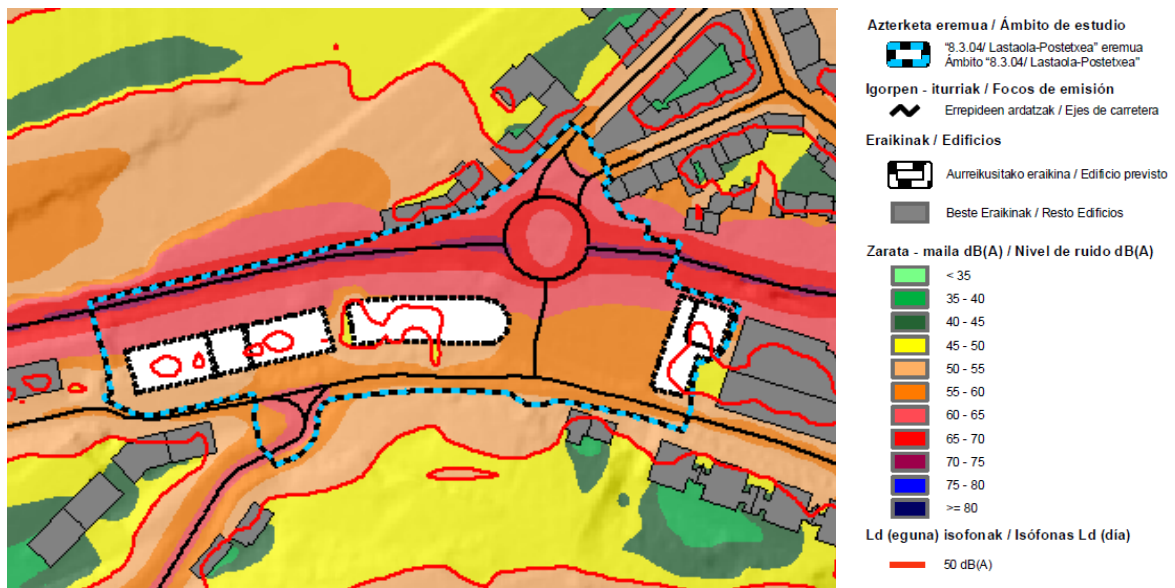 Azterketa eremua / Ámbito de estudio
"8.3.04/ Lastaola-Postetxea" eremua
Ámbito "8.3.04/ Lastaola-Postetxea"
Igorpen - iturriak / Focos de emisión
Errepideen ardatzak / Ejes de carretera
Eraikinak / Edificios
Aurreikusitako eraikina / Edificio previsto
Beste Eraikinak / Resto Edificios
Zarata - maila dB(A) / Nivel de ruido dB(A)
< 35
35 - 40
40 - 45
45 - 50
50 - 55
55 - 60
60 - 65
65 - 70
70 - 75
75 - 80
>= 80
Ld (eguna) isofonak / Isófonas Ld (día)
50 dB(A)